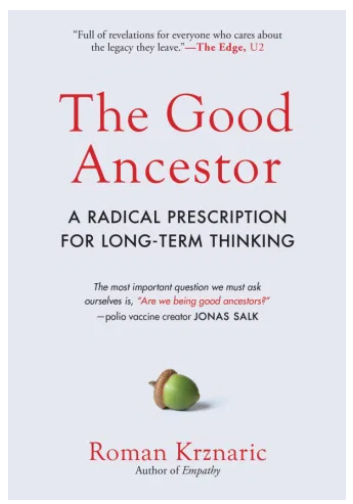 “Full of revelations for everyone who cares about
the legacy they leave.”—The Edge, U2
The Good
Ancestor
A RADICAL PRESCRIPTION
FOR LONG-TERM THINKING
The most important question we must ask
ourselves is, “Are we being good ancestors?”
—polio vaccine creator JONAS SALK
Roman Krznaric
Author of Empathy